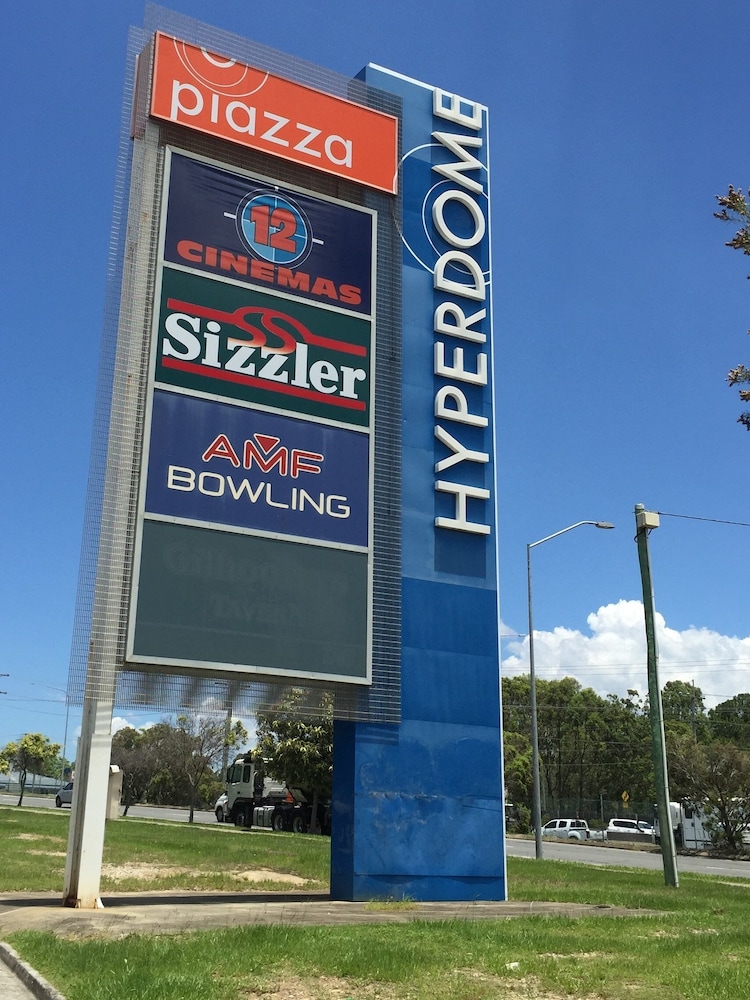 piazza
12
CINEMAS
Sizzler
AMF
BOWLING
HYPERDOME